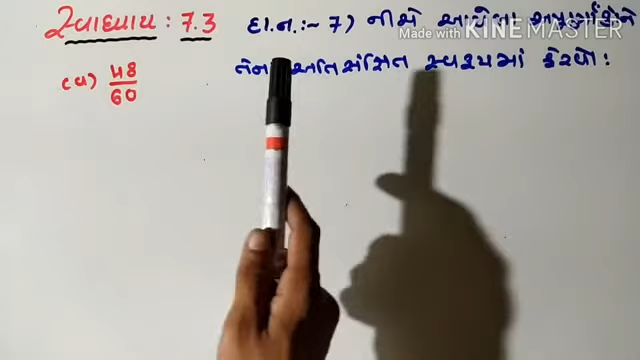 સ્વાધ્યાય : 7.3
દા.ન.:- 7) નીચે આપેલા અપૂર્ણાંકોને
અતિસંક્ષિપ્ત સ્વરૂપમાં ફેરવો :
(બ) 48
60
Made with KINEMASTER